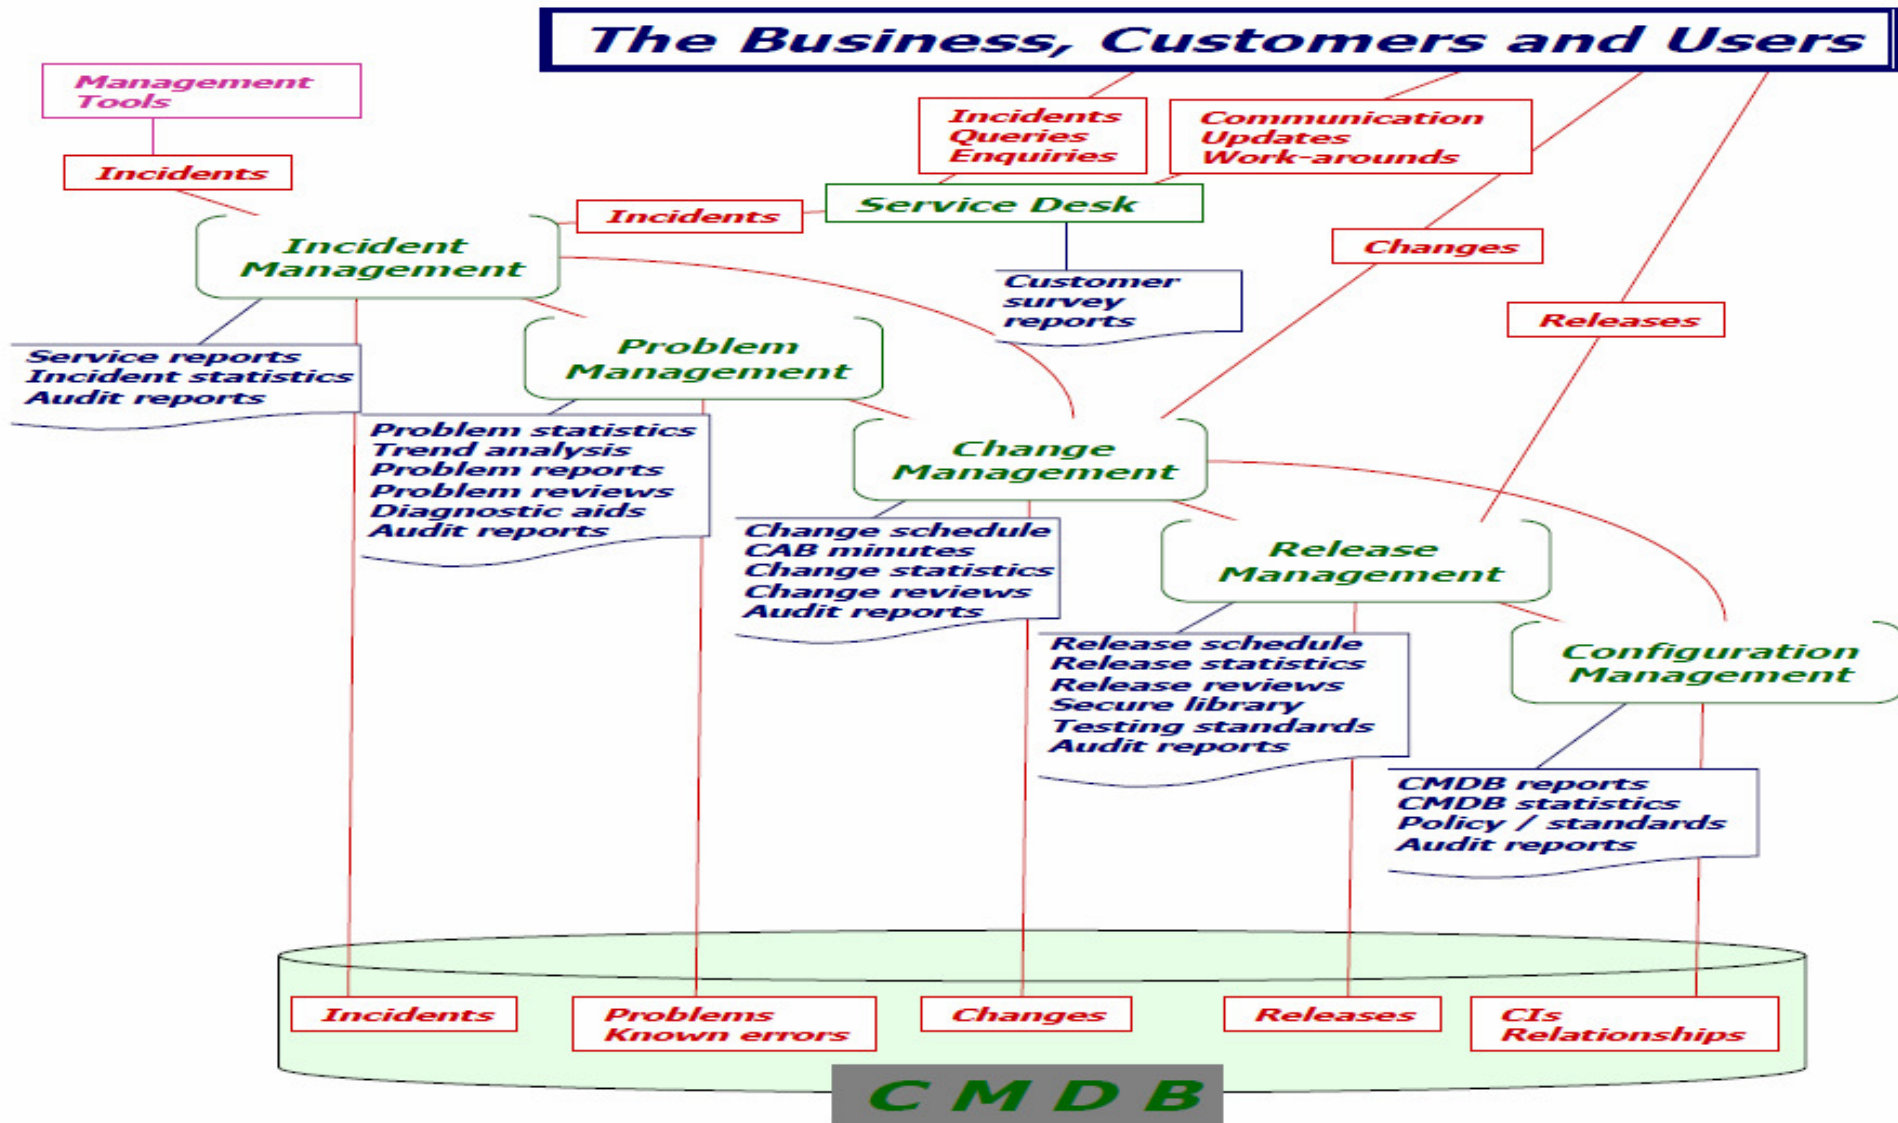 The Business, Customers and Users
Management
Tools
Incidents
Incidents
Queries
Enquiries
Communication
Updates
Work-arounds
Service Desk
Incidents
Incident
Management
Changes
Customer
survey
reports
Releases
Service reports
Incident statistics
Audit reports
Problem
Management
Problem statistics
Trend analysis
Problem reports
Problem reviews
Diagnostic aids
Audit reports
Change
Management
Change schedule
CAB minutes
Change statistics
Change reviews
Audit reports
Release
Management
Release schedule
Release statistics
Release reviews
Secure library
Testing standards
Audit reports
Configuration
Management
CMDB reports
CMDB statistics
Policy / standards
Audit reports
Incidents
Problems
Known errors
Changes
Releases
CIs
Relationships
C M D B